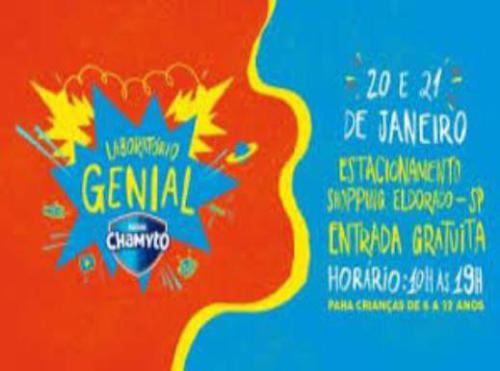 LABORATÓRIO
GENIAL
Nestlé
CHAMYTO
20 E 21
DE JANEIRO
ESTACIONAMENTO
SHOPPING ELDORADO - SP
ENTRADA GRATUITA
HORÁRIO: 10H ÀS 19H
PARA CRIANÇAS DE 6 A 12 ANOS